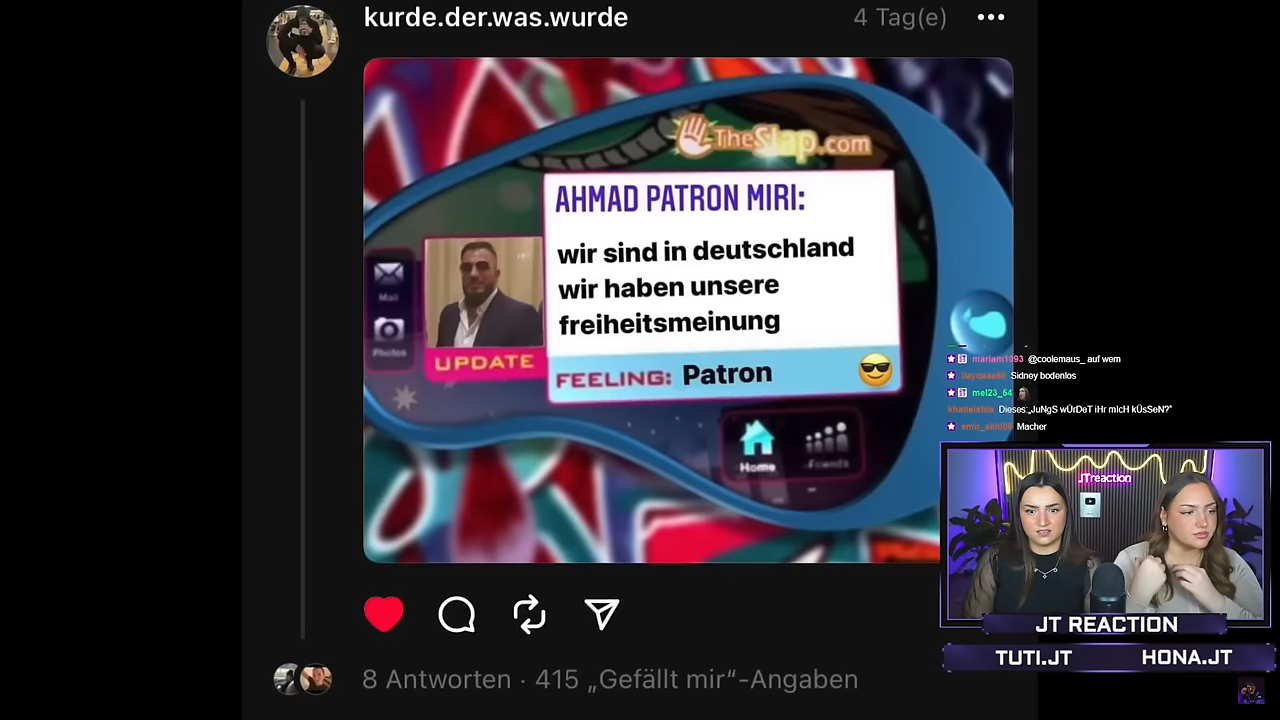 kurde.der.was.wurde
4 Tag(e)
TheSlap.com
AHMAD PATRON MIRI:
wir sind in deutschland
wir haben unsere
freiheitsmeinung
Mail
Photos
UPDATE
FEELING: Patron
Home
Friends
8 Antworten · 415 „Gefällt mir“-Angaben
mariam1093 @coolemaus_ auf wem
Sidney bodenlos
mel23_54
Dieses:„JuNgS wÜrDeT iHr mIcH kÜsSeN?"
Macher
JTreaction
JT REACTION
TUTI.JT
HONA.JT